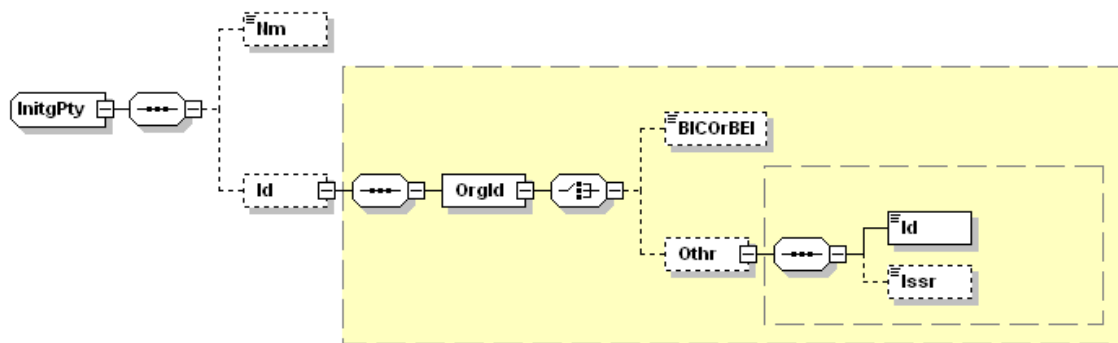 Nm
InitgPty
BICOrBEI
Id
OrgId
Othr
Id
Issr